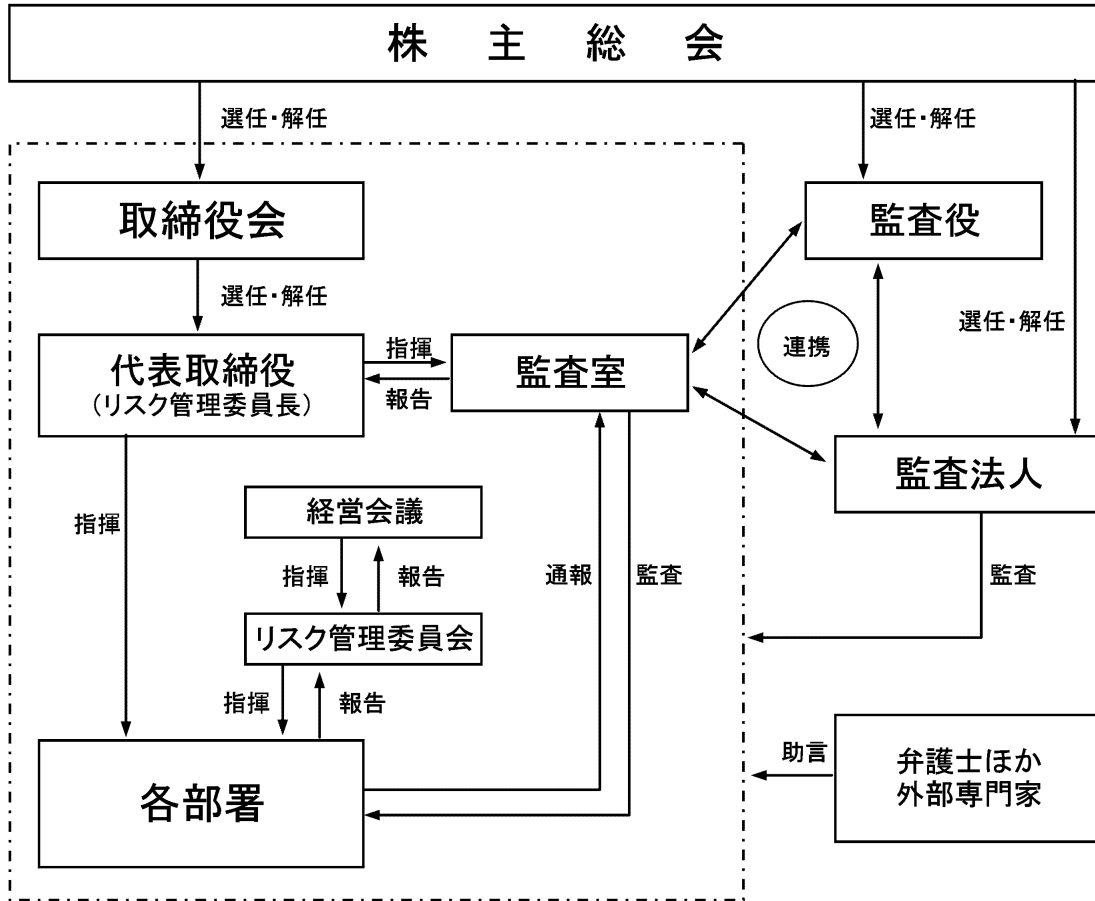 株主総会
選任・解任
選任・解任
取締役会
監査役
選任・解任
選任・解任
連携
代表取締役
(リスク管理委員長)
指揮
報告
監査室
監査法人
指揮
経営会議
指揮
報告
通報
監査
監査
リスク管理委員会
指揮
報告
各部署
助言
弁護士ほか
外部専門家